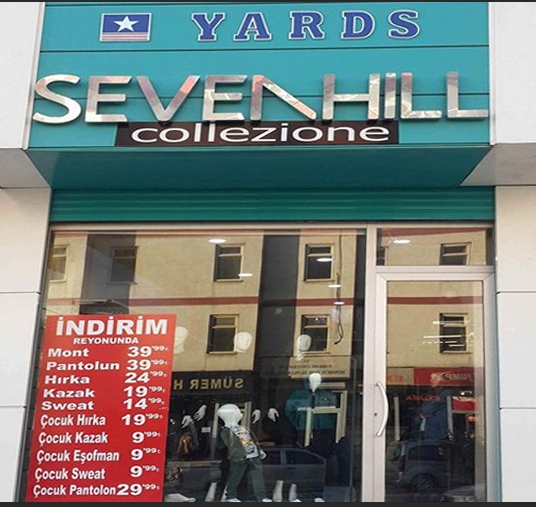 YARDS
SEVENHILL
collezione
İNDİRİM
REYONUNDA
Mont 39'99₺
Pantolun 39'99₺
Hırka 24'99₺
Kazak 19'99₺
Sweat 14'99₺
Çocuk Hırka 19'99₺
Çocuk Kazak 9'99₺
Çocuk Eşofman 9'99₺
Çocuk Sweat 9'99₺
Çocuk Pantolon 29'99₺
SÜMER H